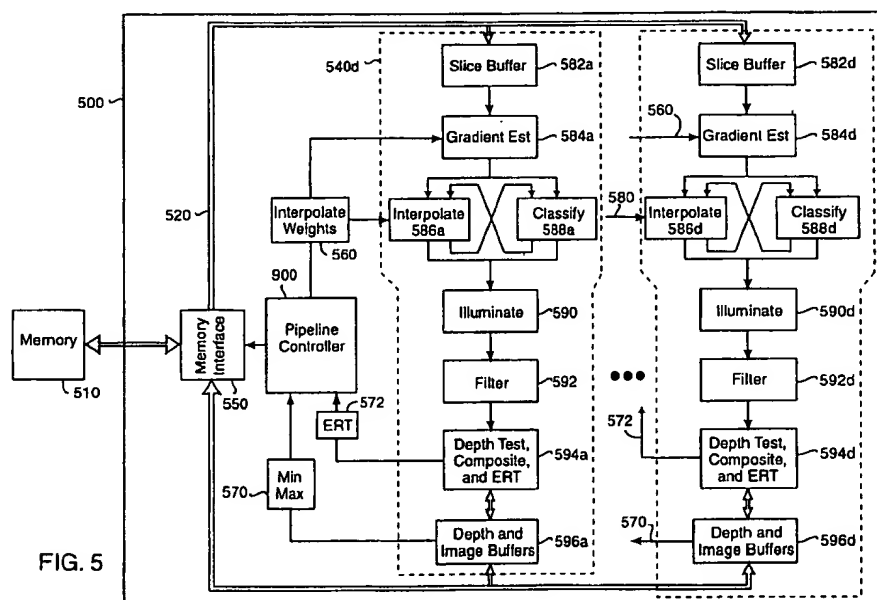 500
540d
Slice Buffer
582a
Slice Buffer
582d
560
Gradient Est
584a
Gradient Est
584d
520
Interpolate
Weights
560
Interpolate
586a
Classify
588a
580
Interpolate
586d
Classify
588d
900
Memory
510
Memory
Interface
550
Pipeline
Controller
Illuminate
590
Illuminate
590d
Filter
592
Filter
592d
572
ERT
572
Depth Test,
Composite,
and ERT
594a
Depth Test,
Composite,
and ERT
594d
570
Min
Max
570
Depth and
Image Buffers
596a
Depth and
Image Buffers
596d
FIG. 5